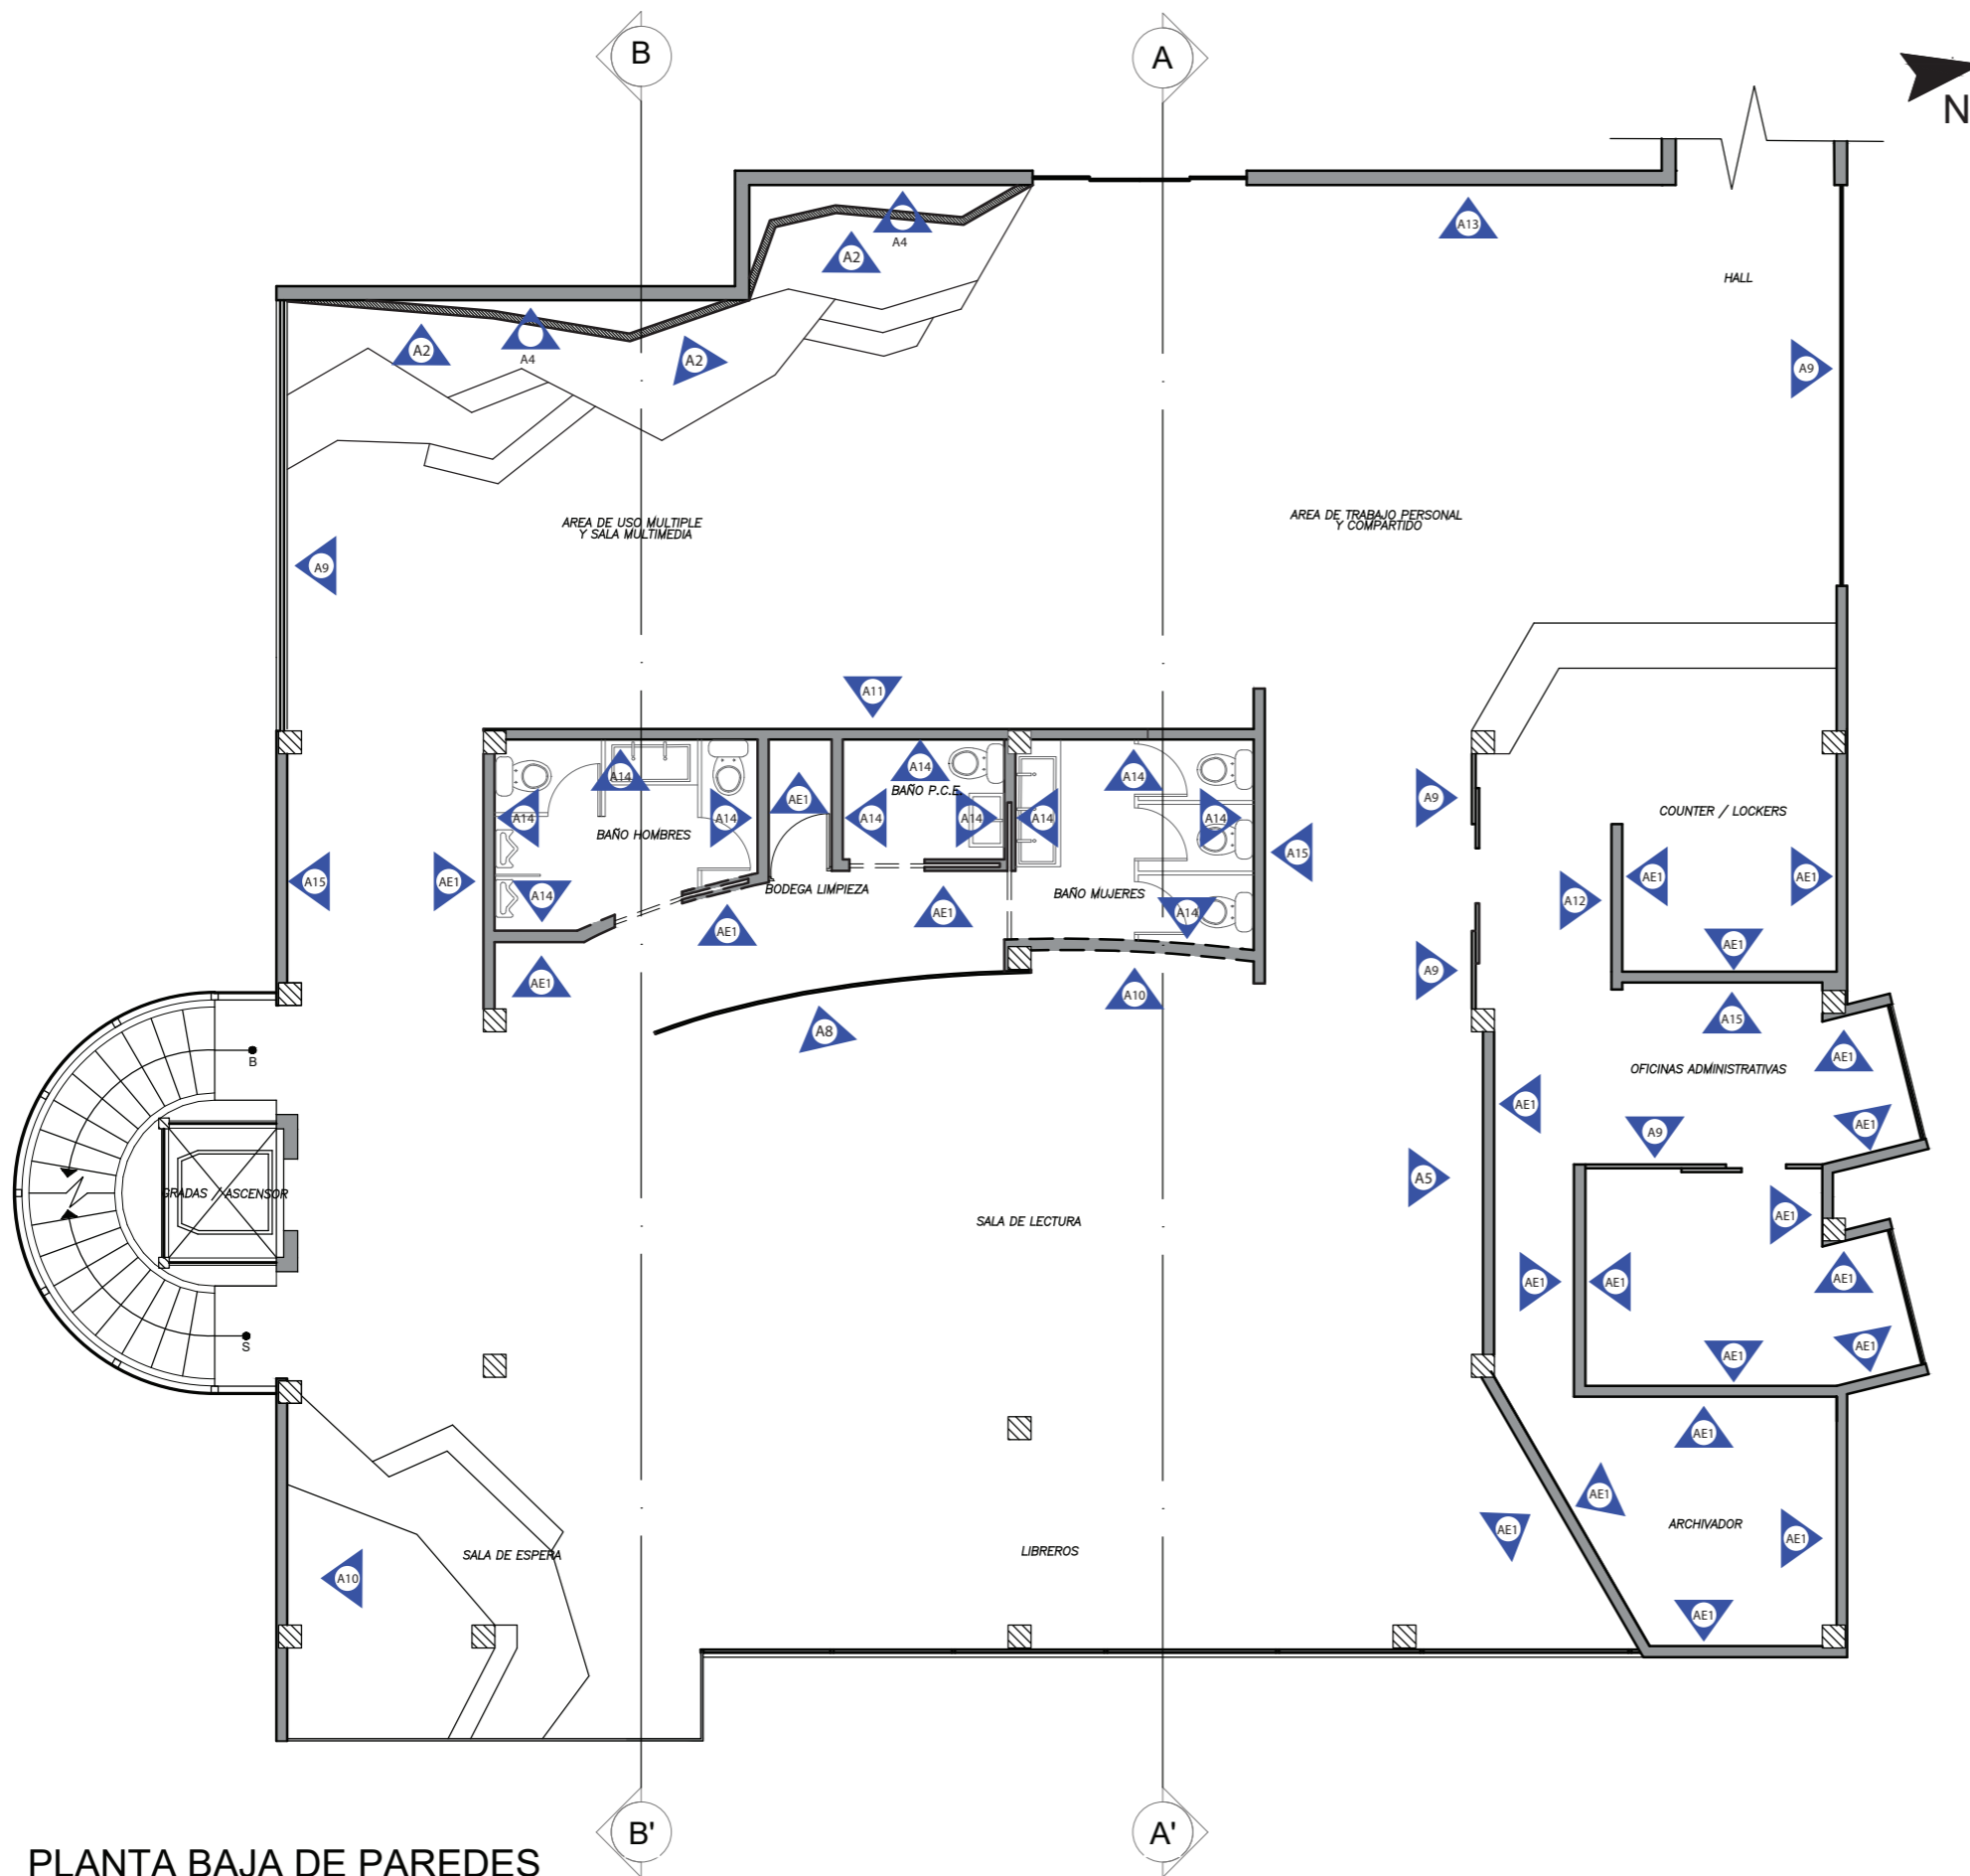 B
A
N
A4
A13
A2
HALL
A4
A2
A2
A9
AREA DE USO MULTIPLE
Y SALA MULTIMEDIA
AREA DE TRABAJO PERSONAL
Y COMPARTIDO
A9
A11
A14
A14
A14
AE1
BAÑO P.C.E.
A9
A14
A14
A14
A14
A14
A14
COUNTER / LOCKERS
BAÑO HOMBRES
A15
A15
AE1
A14
BODEGA LIMPIEZA
BAÑO MUJERES
AE1
AE1
A12
AE1
AE1
A14
AE1
AE1
A9
A10
A15
A8
B
AE1
OFICINAS ADMINISTRATIVAS
AE1
AE1
A9
A5
GRADAS / ASCENSOR
SALA DE LECTURA
AE1
AE1
AE1
AE1
S
AE1
AE1
AE1
AE1
AE1
ARCHIVADOR
AE1
SALA DE ESPERA
LIBREROS
A10
AE1
B'
A'
PLANTA BAJA DE PAREDES